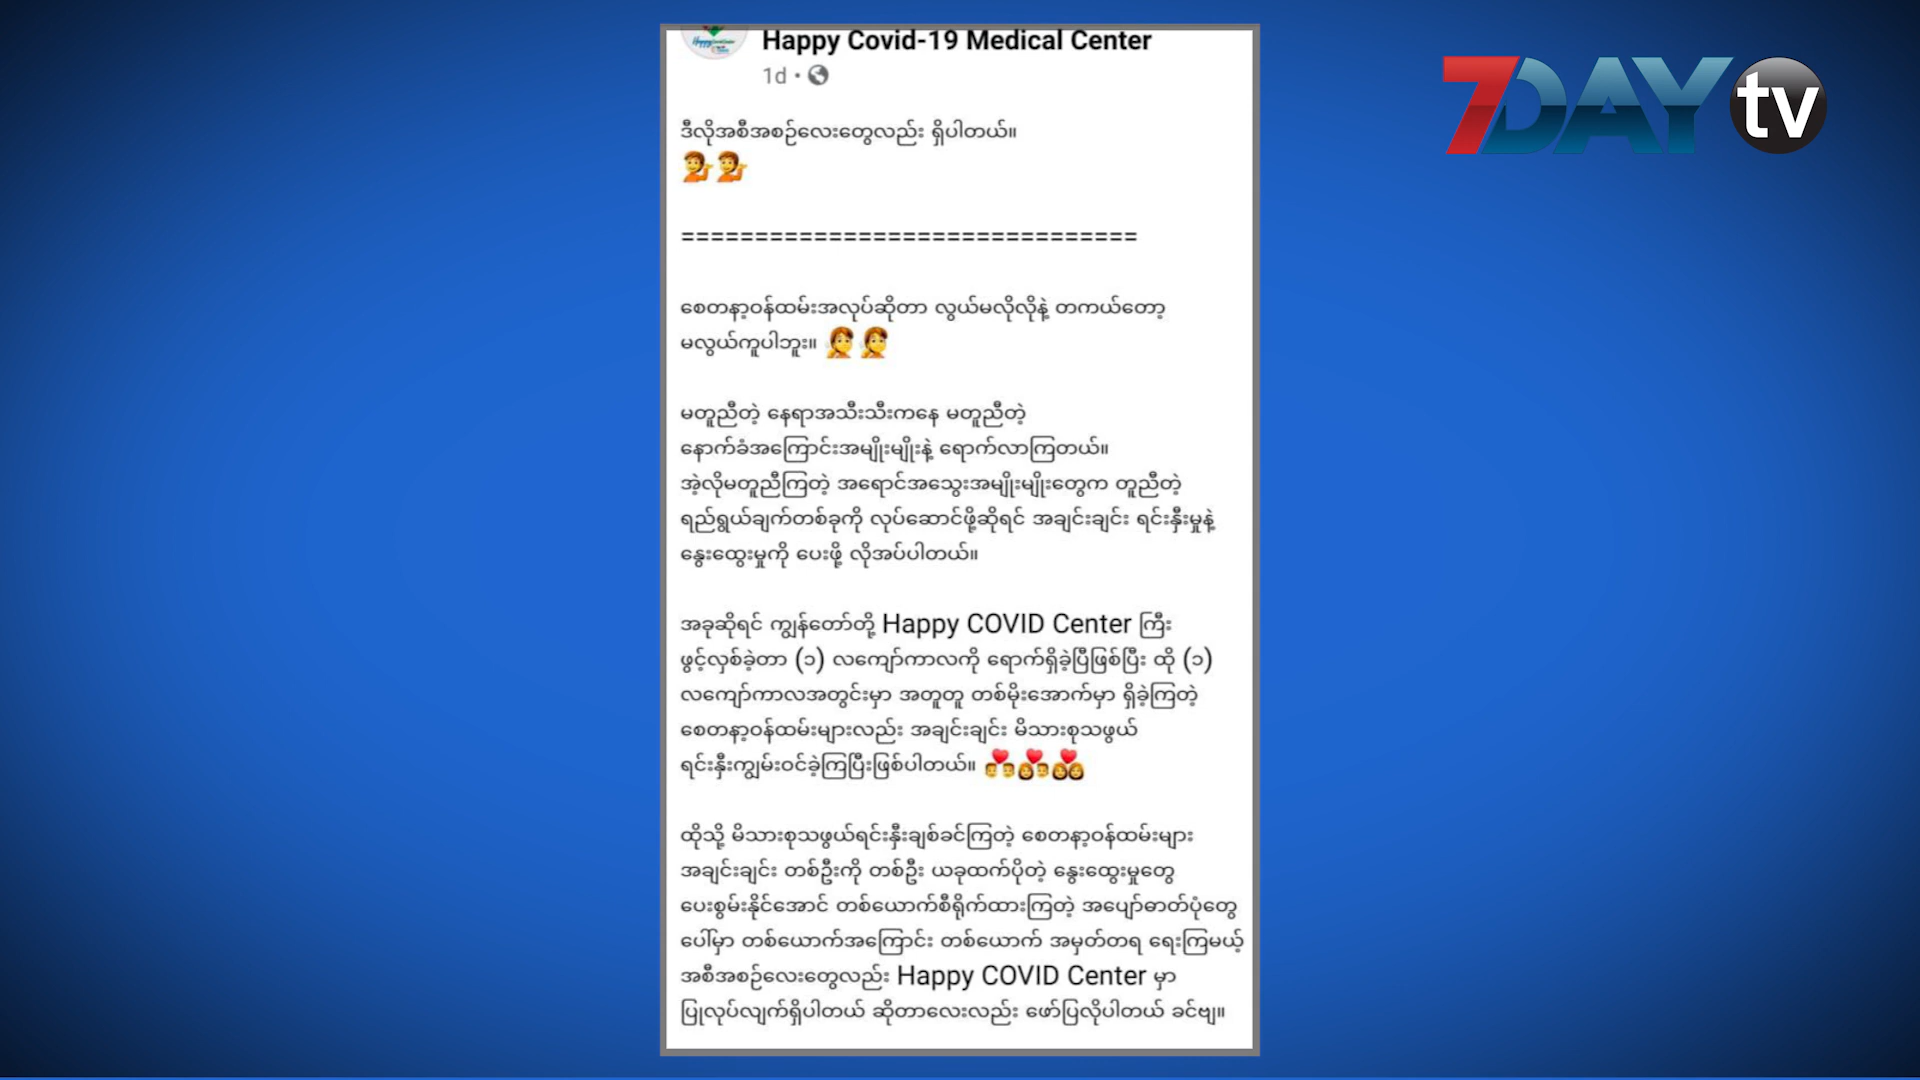 Happy Covid-19 Medical Center
7DAY tv
1d
ဒီလိုအစီအစဉ်လေးတွေလည်း ရှိပါတယ်။
===============================
စေတနာ့ဝန်ထမ်းအလုပ်ဆိုတာ လွယ်မလိုလိုနဲ့ တကယ်တော့
မလွယ်ကူပါဘူး။
မတူညီတဲ့ နေရာအသီးသီးကနေ မတူညီတဲ့
နောက်ခံအကြောင်းအမျိုးမျိုးနဲ့ ရောက်လာကြတယ်။
အဲ့လိုမတူညီကြတဲ့ အရောင်အသွေးအမျိုးမျိုးတွေက တူညီတဲ့
ရည်ရွယ်ချက်တစ်ခုကို လုပ်ဆောင်ဖို့ဆိုရင် အချင်းချင်း ရင်းနှီးမှုနဲ့
နွေးထွေးမှုကို ပေးဖို့ လိုအပ်ပါတယ်။
အခုဆိုရင် ကျွန်တော်တို့ Happy COVID Center ကြီး
ဖွင့်လှစ်ခဲ့တာ (၁) လကျော်ကာလကို ရောက်ရှိခဲ့ပြီဖြစ်ပြီး ထို (၁)
လကျော်ကာလအတွင်းမှာ အတူတူ တစ်မိုးအောက်မှာ ရှိခဲ့ကြတဲ့
စေတနာ့ဝန်ထမ်းများလည်း အချင်းချင်း မိသားစုသဖွယ်
ရင်းနှီးကျွမ်းဝင်ခဲ့ကြပြီးဖြစ်ပါတယ်။
ထိုသို့ မိသားစုသဖွယ်ရင်းနှီးချစ်ခင်ကြတဲ့ စေတနာ့ဝန်ထမ်းများ
အချင်းချင်း တစ်ဦးကို တစ်ဦး ယခုထက်ပိုတဲ့ နွေးထွေးမှုတွေ
ပေးစွမ်းနိုင်အောင် တစ်ယောက်စီရိုက်ထားကြတဲ့ အပျော်ဓာတ်ပုံတွေ
ပေါ်မှာ တစ်ယောက်အကြောင်း တစ်ယောက် အမှတ်တရ ရေးကြမယ့်
အစီအစဉ်လေးတွေလည်း Happy COVID Center မှာ
ပြုလုပ်လျက်ရှိပါတယ် ဆိုတာလေးလည်း ဖော်ပြလိုပါတယ် ခင်ဗျ။